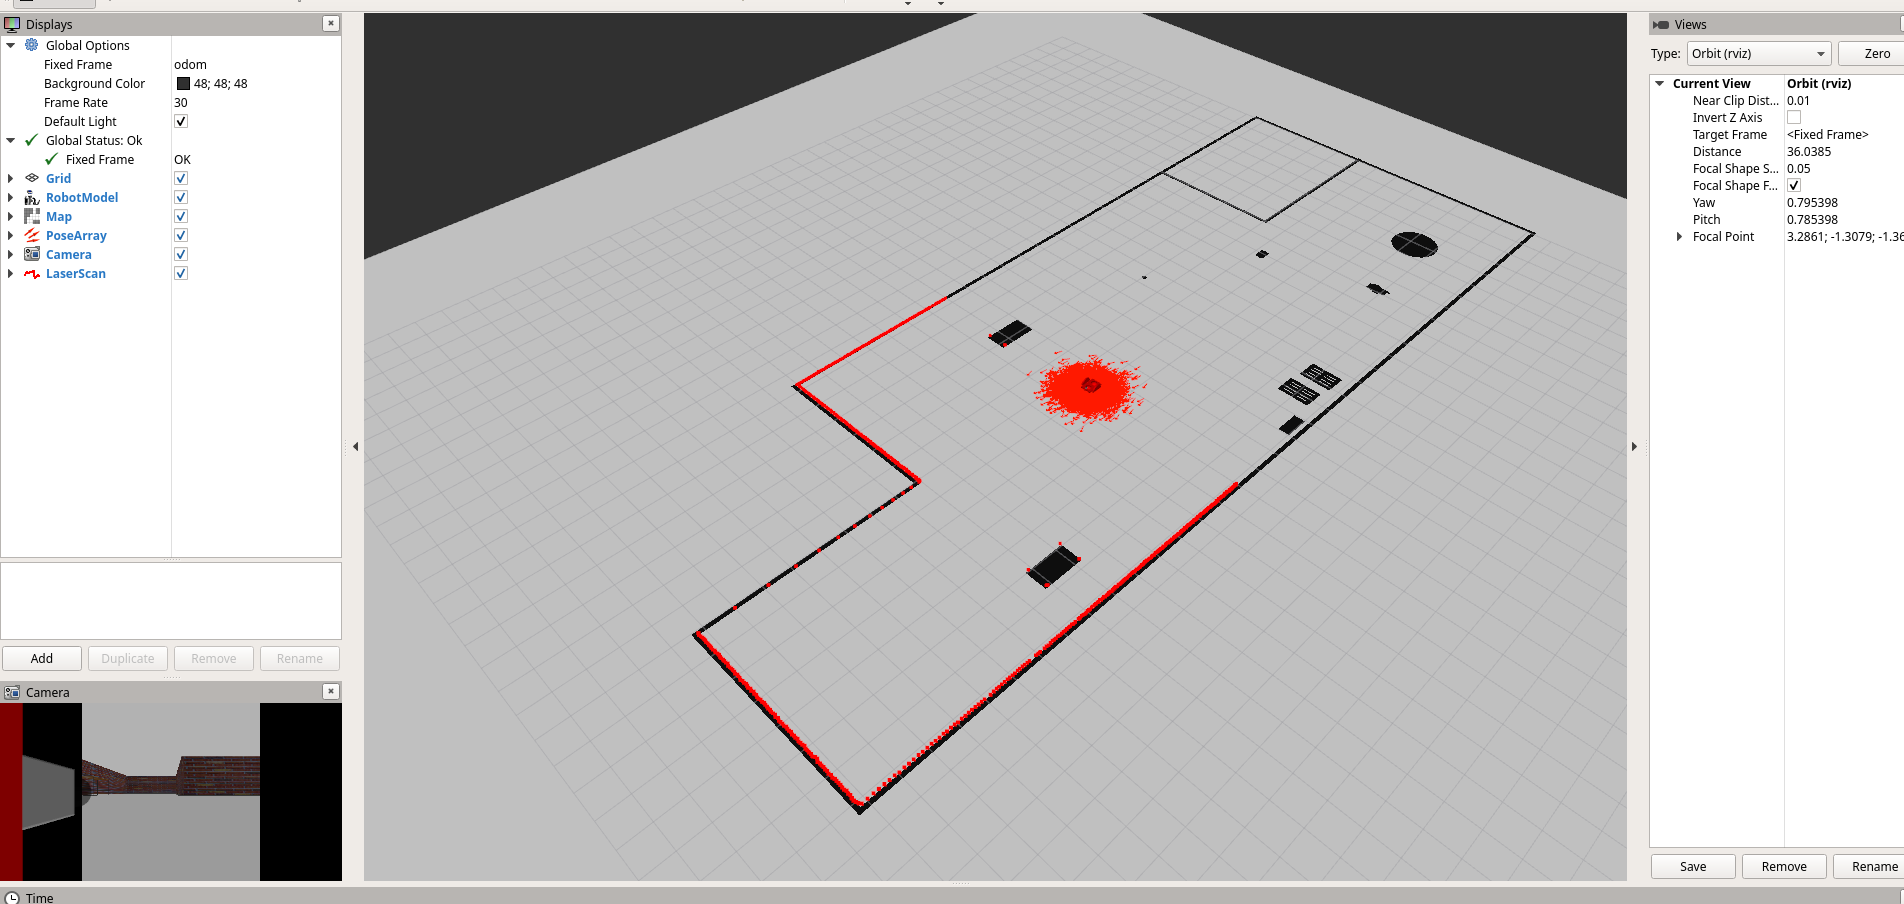 Displays
Global Options
Fixed Frame odom
Background Color 48; 48; 48
Frame Rate 30
Default Light
Global Status: Ok
Fixed Frame OK
Grid
RobotModel
Map
PoseArray
Camera
LaserScan
Add Duplicate Remove Rename
Camera
Time
Views
Type: Orbit (rviz) Zero
Current View Orbit (rviz)
Near Clip Dist... 0.01
Invert Z Axis
Target Frame <Fixed Frame>
Distance 36.0385
Focal Shape S... 0.05
Focal Shape F...
Yaw 0.795398
Pitch 0.785398
Focal Point 3.2861; -1.3079; -1.36
Save Remove Rename